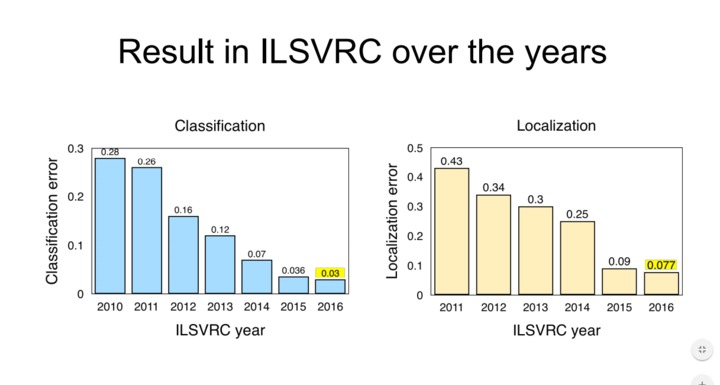 Result in ILSVRC over the years
Classification
Classification error
0.3
0.2
0.1
0
0.28
0.26
0.16
0.12
0.07
0.036
0.03
2010 2011 2012 2013 2014 2015 2016
ILSVRC year
Localization
Localization error
0.5
0.4
0.3
0.2
0.1
0
0.43
0.34
0.3
0.25
0.09
0.077
2011 2012 2013 2014 2015 2016
ILSVRC year